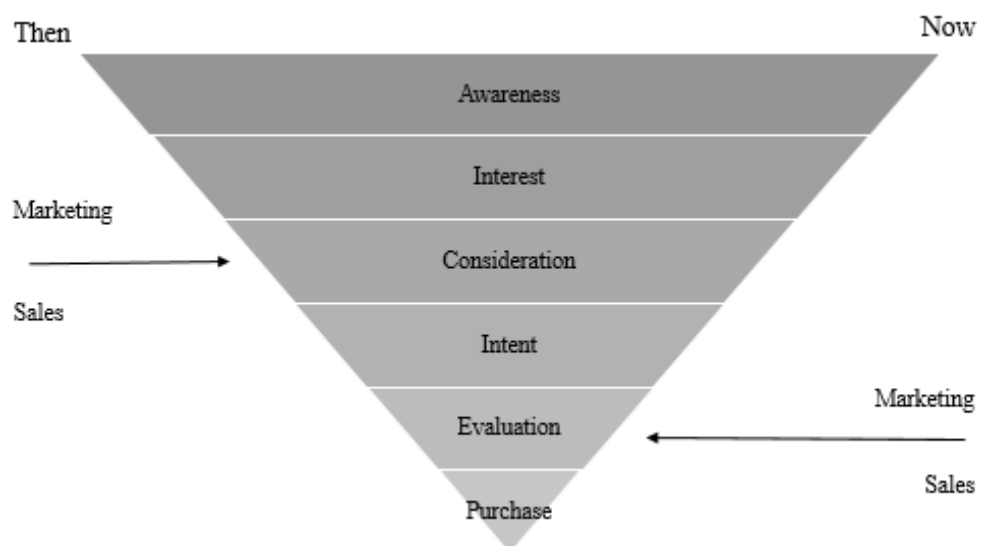 Then
Now
Awareness
Interest
Marketing
Consideration
Sales
Intent
Marketing
Evaluation
Sales
Purchase